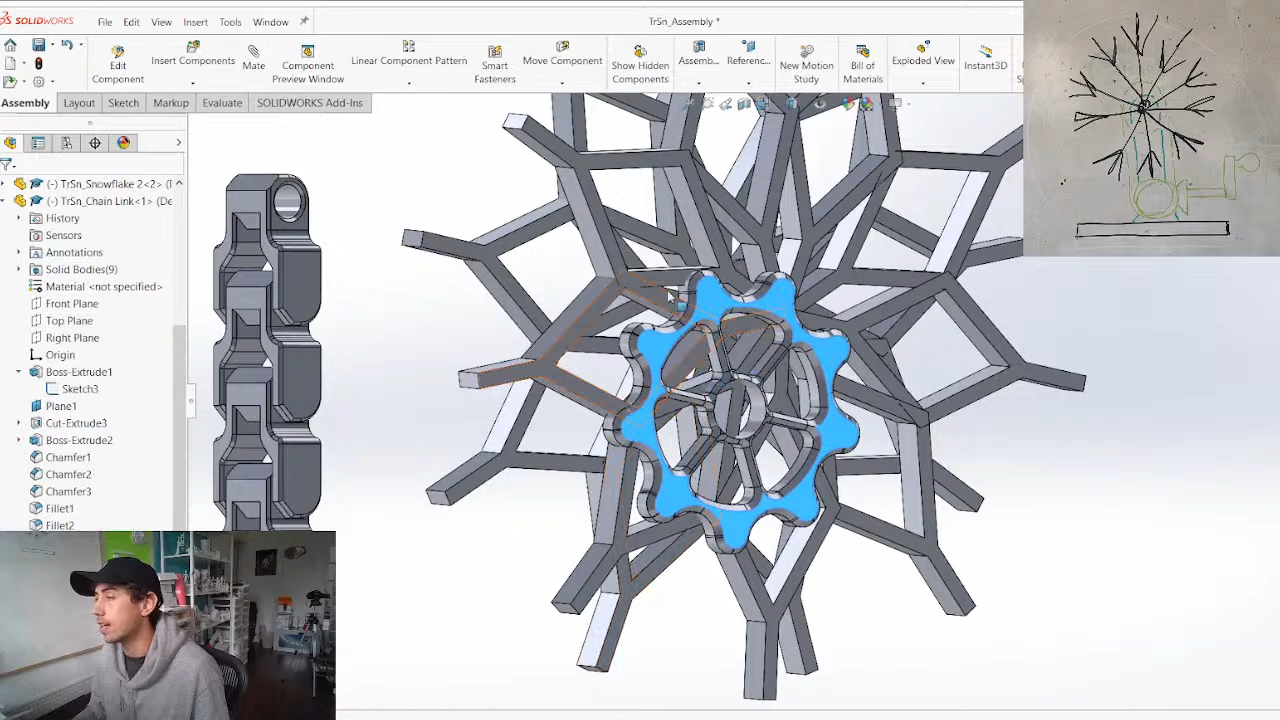 SOLIDWORKS File Edit View Insert Tools Window TrSn_Assembly *
Edit Component
Insert Components
Mate
Component Preview Window
Linear Component Pattern
Smart Fasteners
Move Component
Show Hidden Components
Assemb...
Referenc...
New Motion Study
Bill of Materials
Exploded View
Instant3D
Assembly Layout Sketch Markup Evaluate SOLIDWORKS Add-Ins
(-) TrSn_Snowflake 2<2>
(-) TrSn_Chain Link<1> (De
History
Sensors
Annotations
Solid Bodies(9)
Material <not specified>
Front Plane
Top Plane
Right Plane
Origin
Boss-Extrude1
Sketch3
Plane1
Cut-Extrude3
Boss-Extrude2
Chamfer1
Chamfer2
Chamfer3
Fillet1
Fillet2